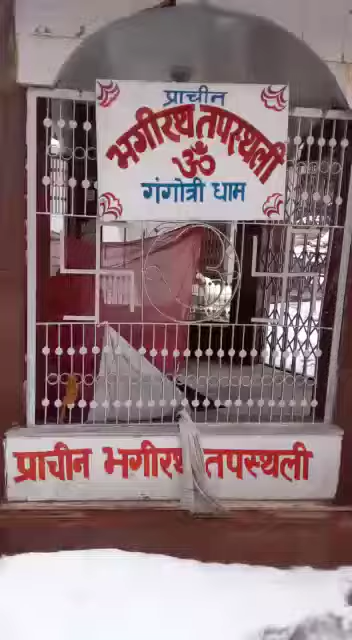 प्राचीन
भगीरथ तपस्थली
ॐ
गंगोत्री धाम
प्राचीन भगीरथ तपस्थली